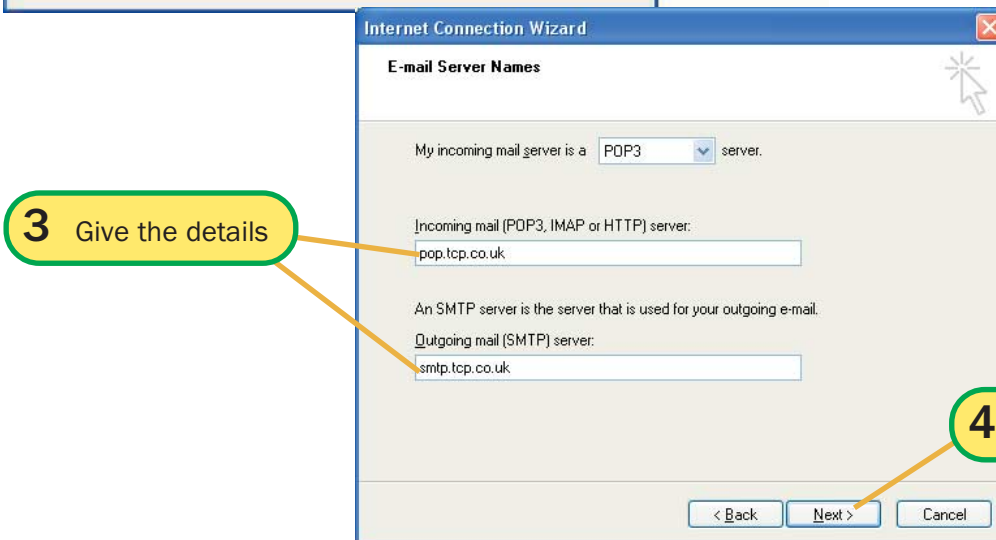 Internet Connection Wizard
E-mail Server Names
My incoming mail server is a POP3 server.
3 Give the details
Incoming mail (POP3, IMAP or HTTP) server:
pop.tcp.co.uk
An SMTP server is the server that is used for your outgoing e-mail.
Outgoing mail (SMTP) server:
smtp.tcp.co.uk
4
< Back Next > Cancel